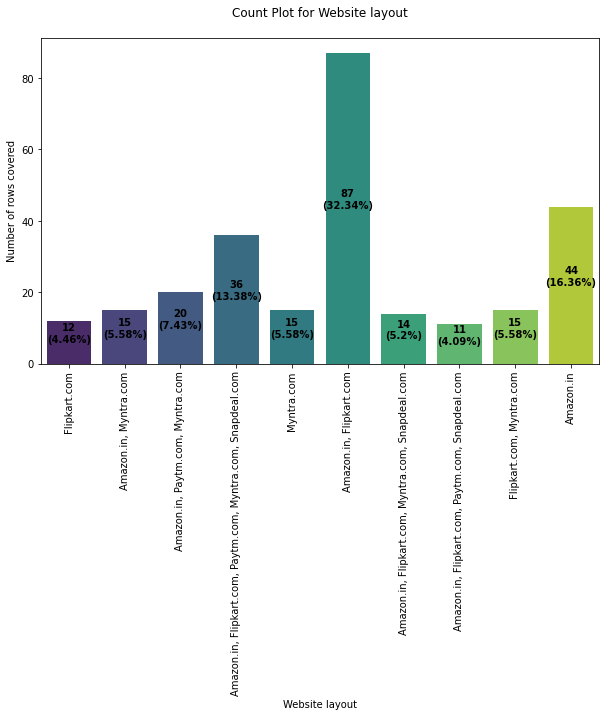 Count Plot for Website layout
Number of rows covered
80
60
40
20
0
12
(4.46%)
15
(5.58%)
20
(7.43%)
36
(13.38%)
15
(5.58%)
87
(32.34%)
14
(5.2%)
11
(4.09%)
15
(5.58%)
44
(16.36%)
Flipkart.com
Amazon.in, Myntra.com
Amazon.in, Paytm.com, Myntra.com
Amazon.in, Flipkart.com, Paytm.com, Myntra.com, Snapdeal.com
Myntra.com
Amazon.in, Flipkart.com
Amazon.in, Flipkart.com, Myntra.com, Snapdeal.com
Amazon.in, Flipkart.com, Paytm.com, Snapdeal.com
Flipkart.com, Myntra.com
Amazon.in
Website layout